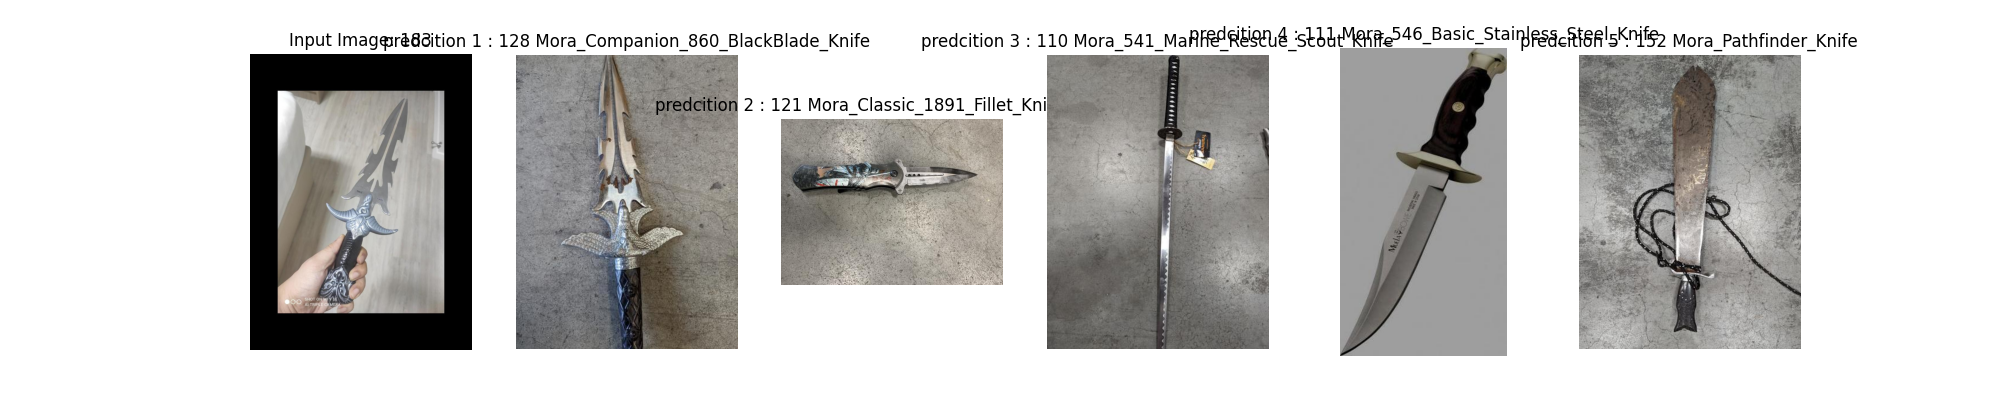 Input Image: 183
predcition 1 : 128 Mora_Companion_860_BlackBlade_Knife
predcition 2 : 121 Mora_Classic_1891_Fillet_Kni
predcition 3 : 110 Mora_541_Marine_Rescue_Scout_Knife
predcition 4 : 111 Mora_546_Basic_Stainless_Steel_Knife
predcition 5 : 152 Mora_Pathfinder_Knife